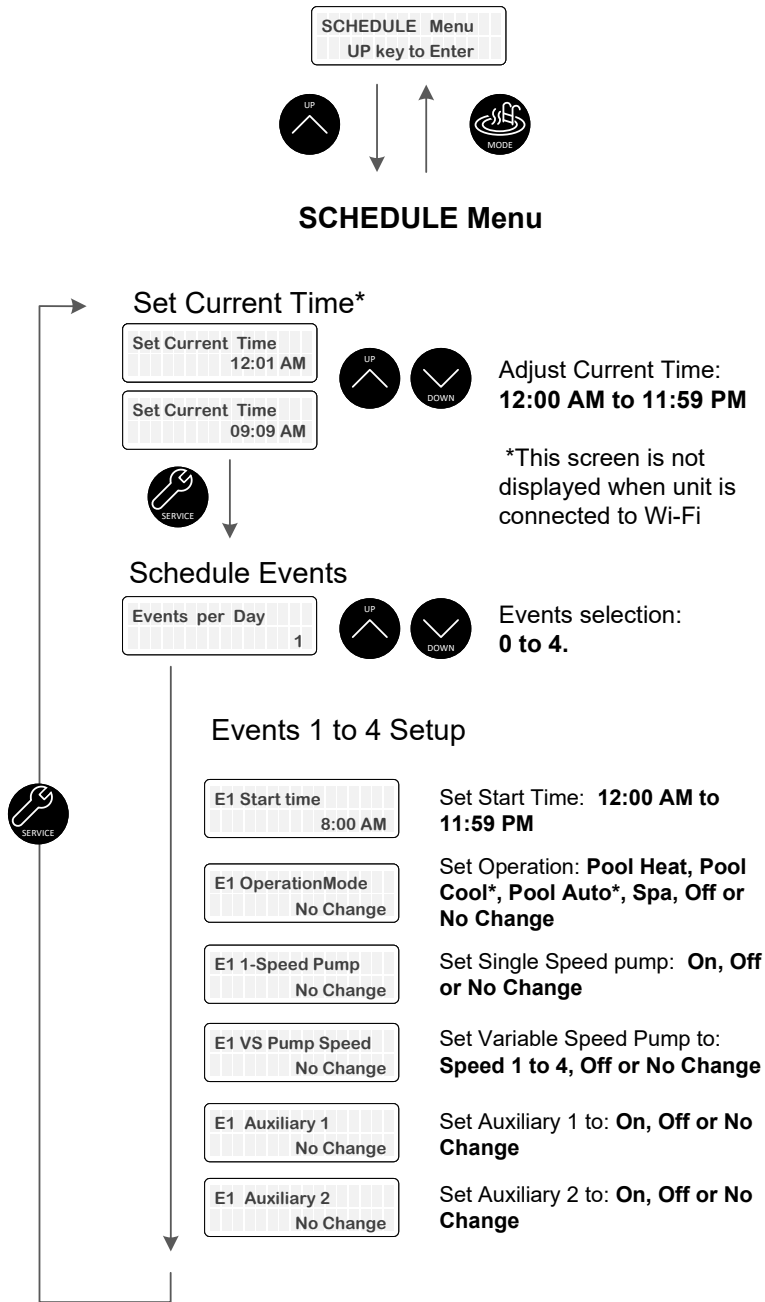 SCHEDULE Menu
UP key to Enter
UP
MODE
SCHEDULE Menu
Set Current Time*
Set Current Time
12:01 AM
UP
DOWN
Adjust Current Time:
12:00 AM to 11:59 PM
Set Current Time
09:09 AM
*This screen is not
displayed when unit is
connected to Wi-Fi
SERVICE
Schedule Events
Events per Day
1
UP
DOWN
Events selection:
0 to 4.
Events 1 to 4 Setup
SERVICE
E1 Start time
8:00 AM
Set Start Time: 12:00 AM to
11:59 PM
E1 OperationMode
No Change
Set Operation: Pool Heat, Pool
Cool*, Pool Auto*, Spa, Off or
No Change
E1 1-Speed Pump
No Change
Set Single Speed pump: On, Off
or No Change
E1 VS Pump Speed
No Change
Set Variable Speed Pump to:
Speed 1 to 4, Off or No Change
E1 Auxiliary 1
No Change
Set Auxiliary 1 to: On, Off or No
Change
E1 Auxiliary 2
No Change
Set Auxiliary 2 to: On, Off or No
Change